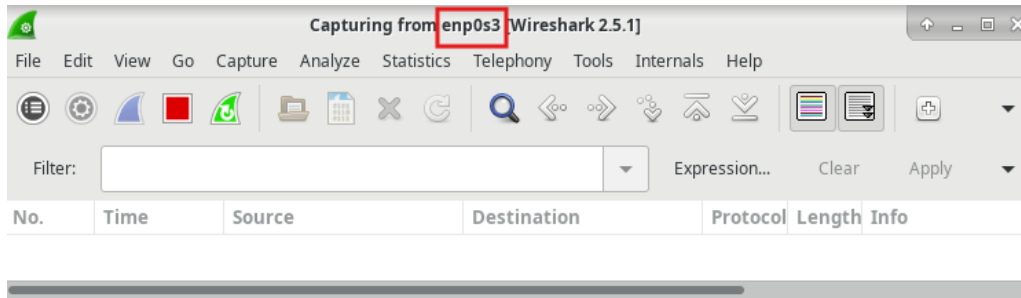 Capturing from enp0s3 [Wireshark 2.5.1]
File Edit View Go Capture Analyze Statistics Telephony Tools Internals Help
Filter: Expression... Clear Apply
No. Time Source Destination Protocol Length Info